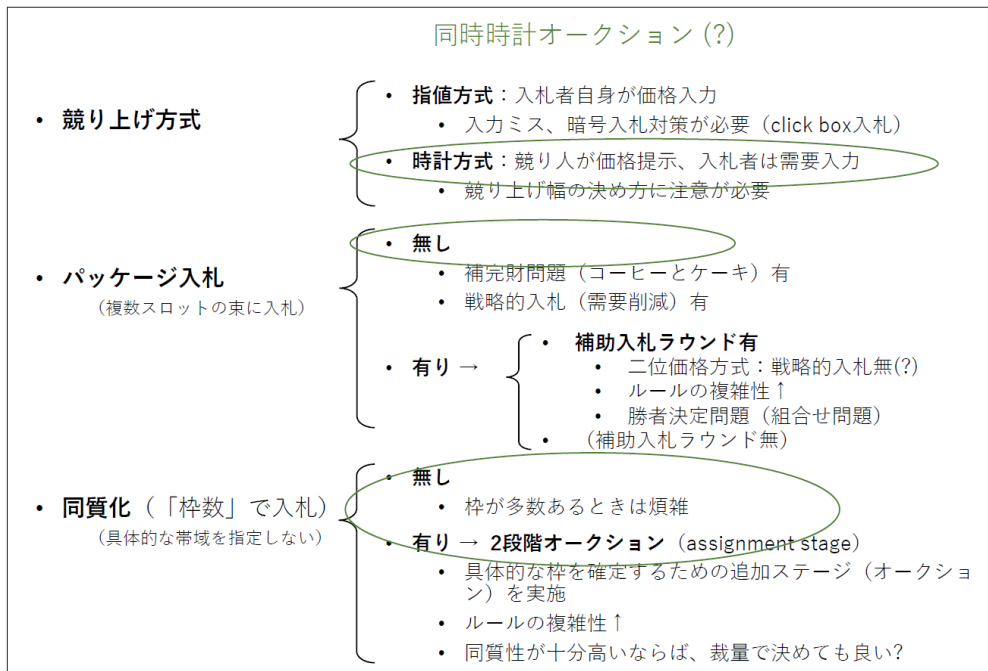 同時時計オークション (?)
• 競り上げ方式
• 指値方式：入札者自身が価格入力
• 入力ミス、暗号入札対策が必要（click box入札）
• 時計方式：競り人が価格提示、入札者は需要入力
• 競り上げ幅の決め方に注意が必要
• パッケージ入札
（複数スロットの束に入札）
• 無し
• 補完財問題（コーヒーとケーキ）有
• 戦略的入札（需要削減）有
• 有り →
• 補助入札ラウンド有
• 二位価格方式：戦略的入札無(?)
• ルールの複雑性↑
• 勝者決定問題（組合せ問題）
• （補助入札ラウンド無）
• 同質化（「枠数」で入札）
（具体的な帯域を指定しない）
• 無し
• 枠が多数あるときは煩雑
• 有り → 2段階オークション（assignment stage）
• 具体的な枠を確定するための追加ステージ（オークショ
ン）を実施
• ルールの複雑性↑
• 同質性が十分高いならば、裁量で決めても良い?